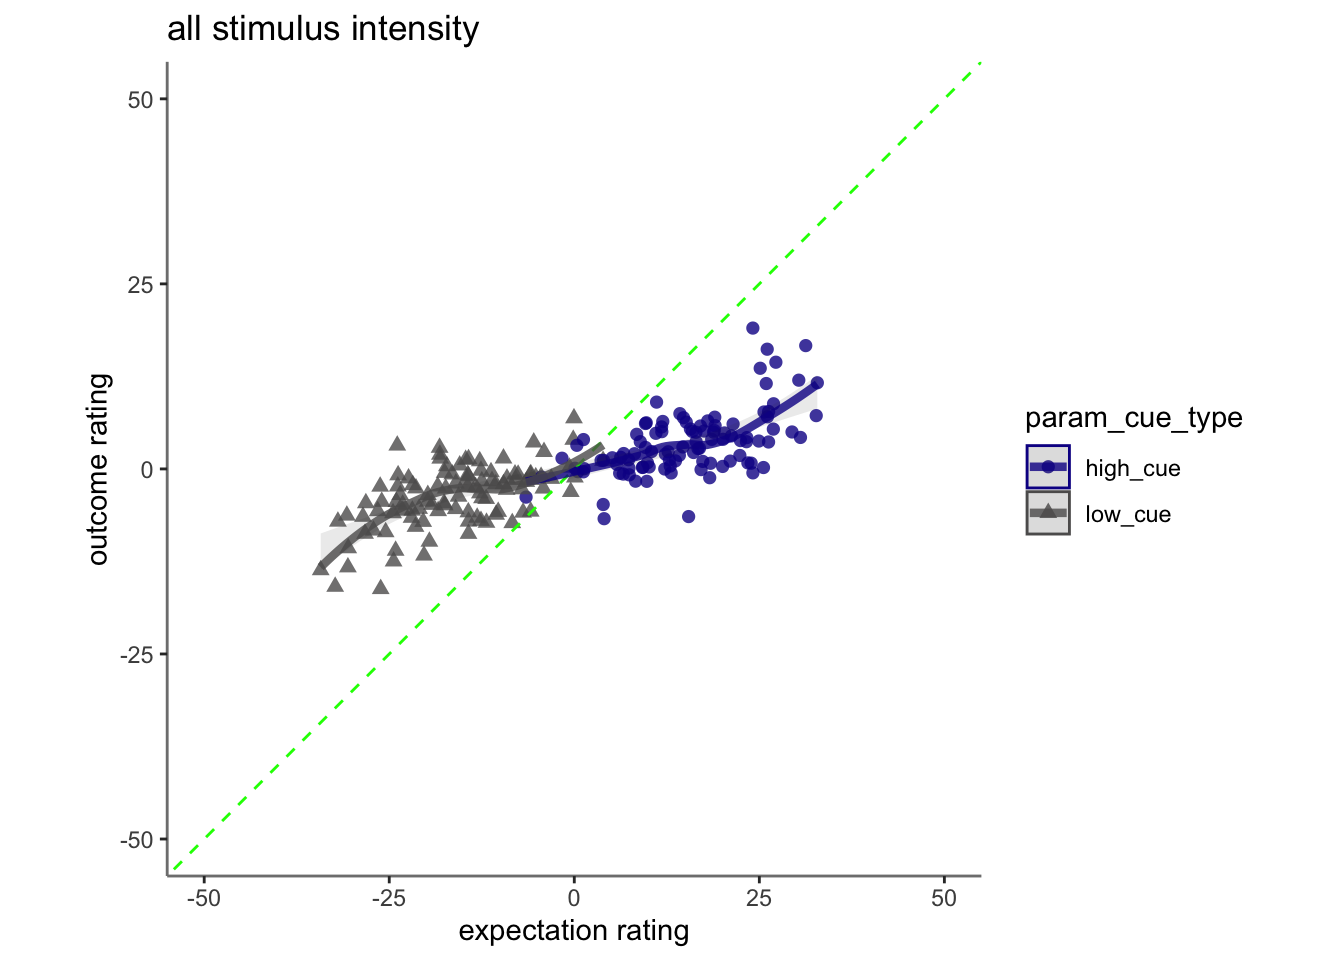 all stimulus intensity
50
25
0
-25
-50
outcome rating
-50
-25
0
25
50
expectation rating
param_cue_type
high_cue
low_cue